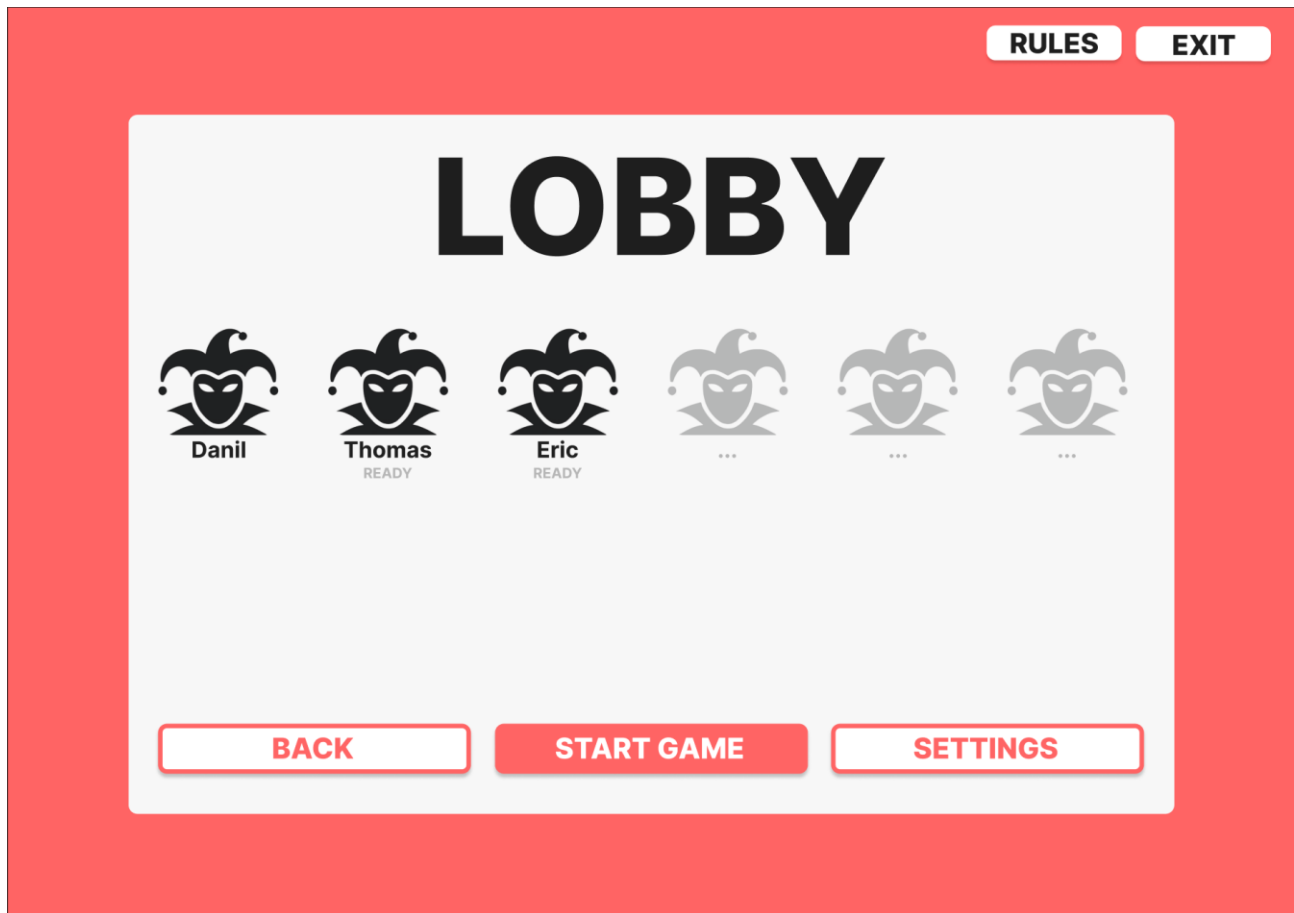 RULES EXIT
LOBBY
Danil Thomas Eric ... ... ...
READY READY
BACK START GAME SETTINGS